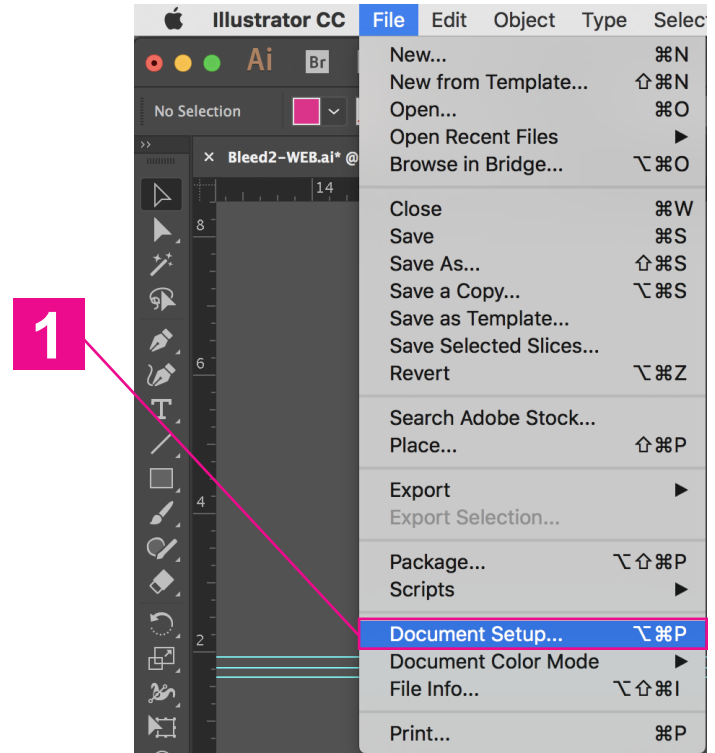 Illustrator CC File Edit Object Type Selec
Ai Br
No Selection
× Bleed2-WEB.ai* @
14
8
6
4
2
1
T
New... ⌘N
New from Template... ⇧⌘N
Open... ⌘O
Open Recent Files ▶
Browse in Bridge... ⌥⌘O
Close ⌘W
Save ⌘S
Save As... ⇧⌘S
Save a Copy... ⌥⌘S
Save as Template...
Save Selected Slices...
Revert ⌥⌘Z
Search Adobe Stock...
Place... ⇧⌘P
Export ▶
Export Selection...
Package... ⌥⇧⌘P
Scripts ▶
Document Setup... ⌥⌘P
Document Color Mode ▶
File Info... ⌥⇧⌘I
Print... ⌘P